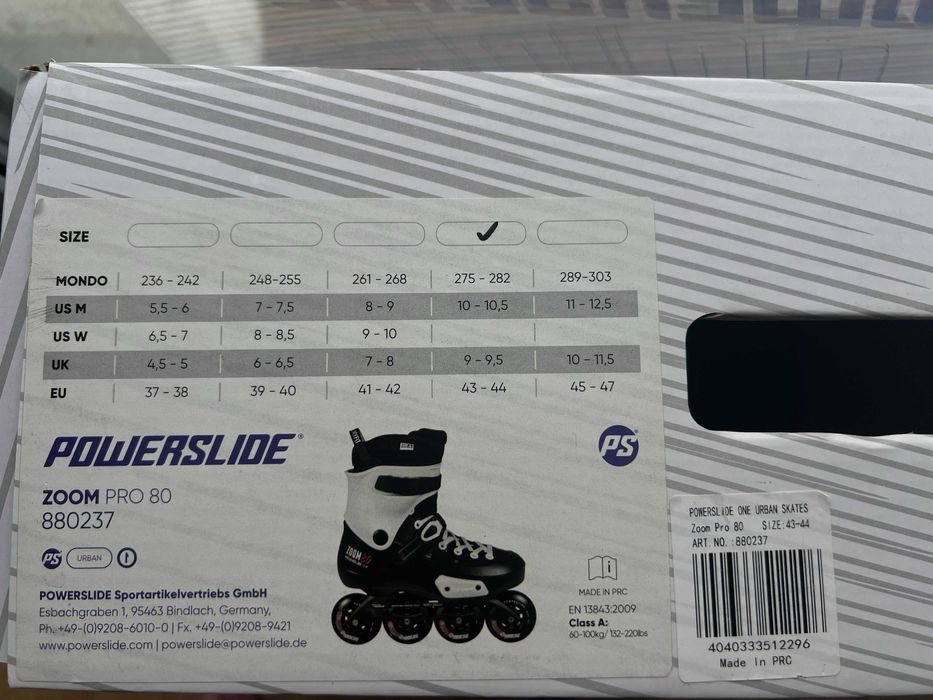 SIZE ✓
MONDO 236 - 242 248-255 261 - 268 275 - 282 289-303
US M 5,5 - 6 7 - 7,5 8 - 9 10 - 10,5 11 - 12,5
US W 6,5 - 7 8 - 8,5 9 - 10
UK 4,5 - 5 6 - 6,5 7 - 8 9 - 9,5 10 - 11,5
EU 37 - 38 39 - 40 41 - 42 43 - 44 45 - 47
POWERSLIDE®
PS
ZOOM PRO 80
880237
PS URBAN
ZOOM 80
POWERSLIDE Sportartikelvertriebs GmbH
Esbachgraben 1, 95463 Bindlach, Germany,
Ph. +49-(0)9208-6010-0 | Fx. +49-(0)9208-9421
www.powerslide.com | powerslide@powerslide.de
MADE IN PRC
EN 13843:2009
Class A:
60-100kg/ 132-220lbs
POWERSLIDE ONE URBAN SKATES
Zoom Pro 80 SIZE:43-44
ART. NO. :880237
4040333512296
Made In PRC